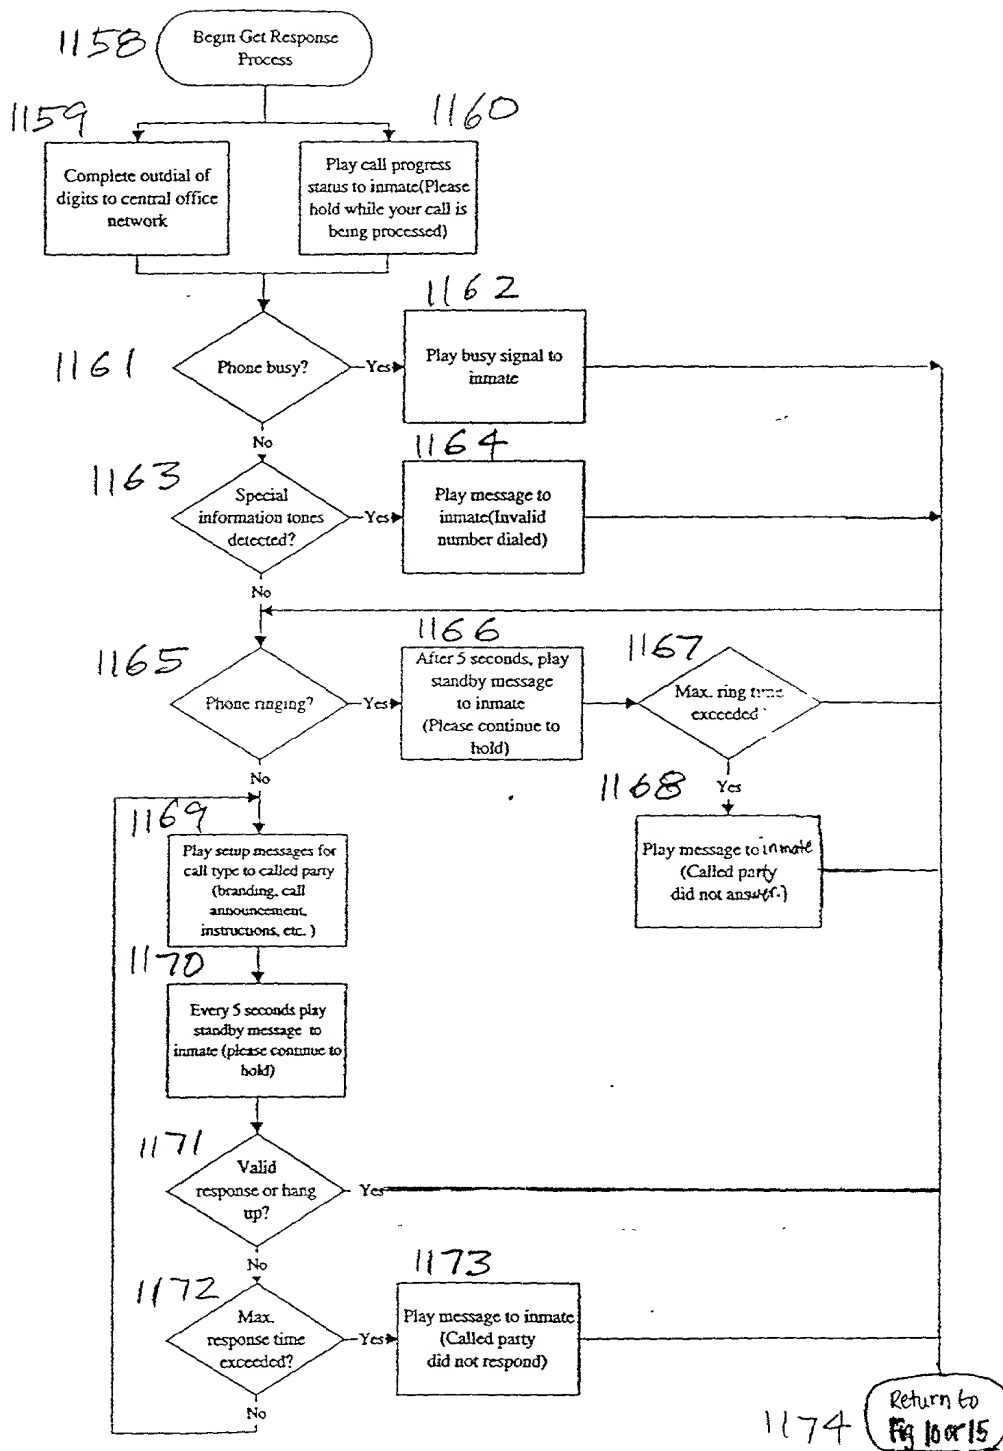 1158
Begin Get Response
Process
1159
1160
Complete outdial of
digits to central office
network
Play call progress
status to inmate(Please
hold while your call is
being processed)
1162
1161
Phone busy?
Yes
Play busy signal to
inmate
No
1164
1163
Special
information tones
detected?
Yes
Play message to
inmate(Invalid
number dialed)
No
1166
1165
Phone ringing?
Yes
After 5 seconds, play
standby message
to inmate
(Please continue to
hold)
1167
Max. ring time
exceeded
No
1168
Yes
1169
Play setup messages for
call type to called party
(branding, call
announcement,
instructions, etc. )
Play message to inmate
(Called party
did not answer.)
1170
Every 5 seconds play
standby message to
inmate (please continue to
hold)
1171
Valid
response or hang
up?
Yes
No
1172
1173
Max.
response time
exceeded?
Yes
Play message to inmate
(Called party
did not respond)
No
1174
Return to
Fig 10 or 15